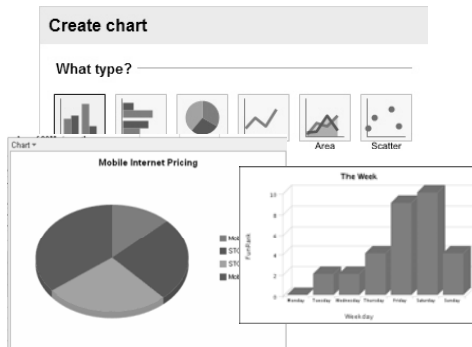 Create chart
What type?
Area
Scatter
Chart
Mobile Internet Pricing
The Week
10
8
6
4
2
0
FunRank
Monday Tuesday Wednesday Thursday Friday Saturday Sunday
Weekday